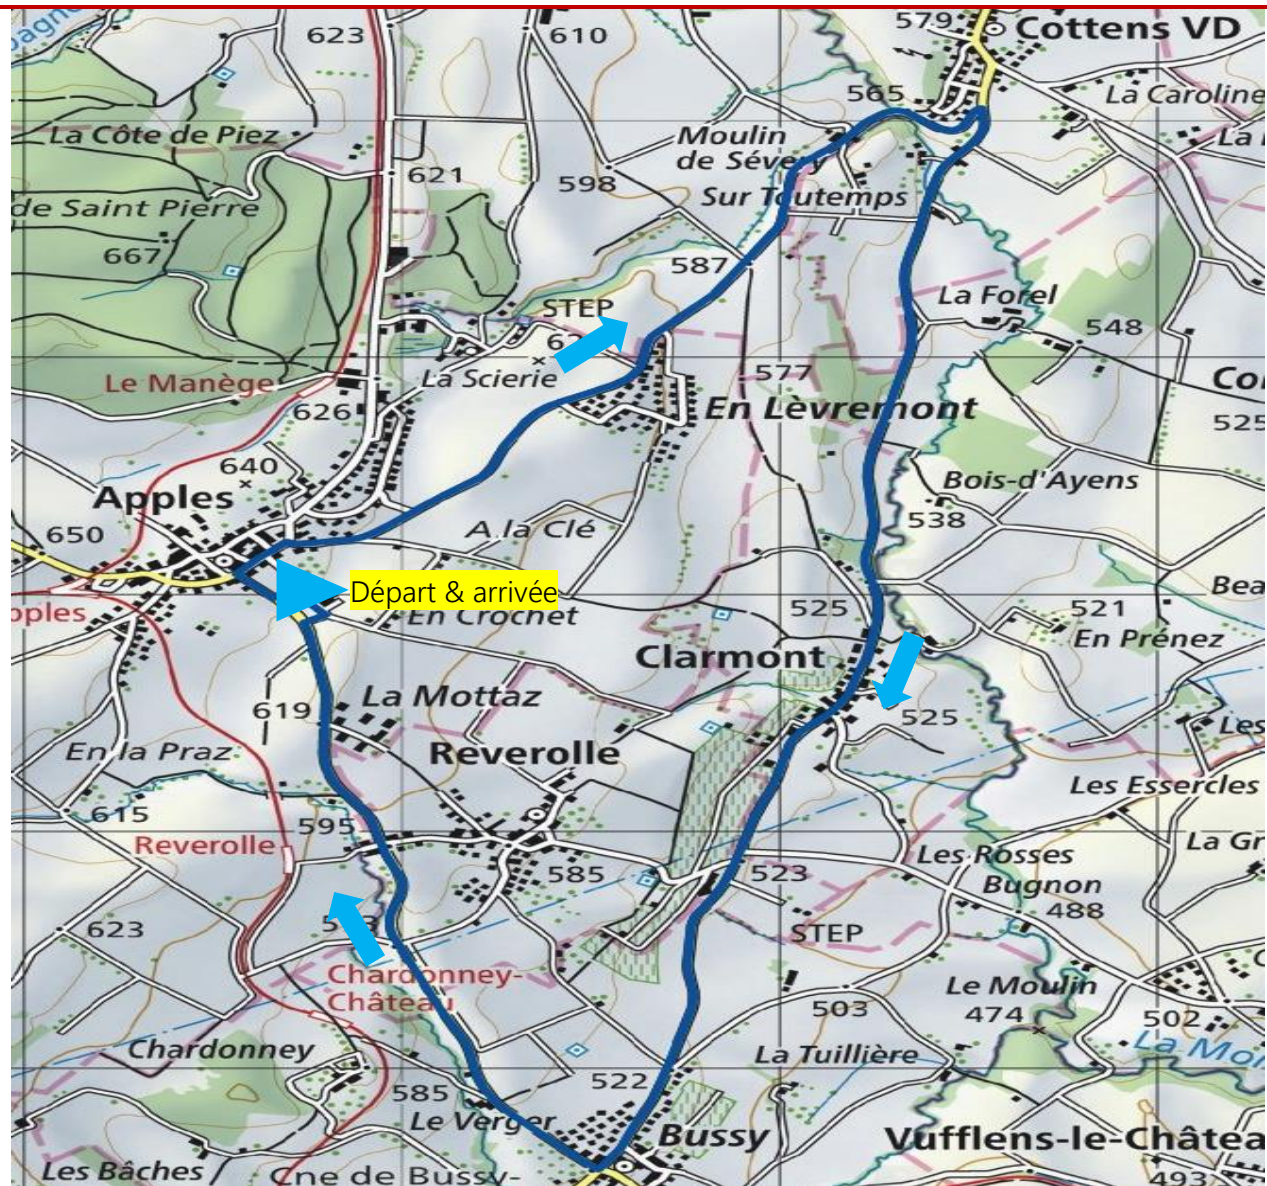 623
610
579
Cottens VD
565
La Caroline
La Côte de Piez
Moulin
de Sévery
621
598
Sur Toutemps
de Saint Pierre
667
587
La Forel
STEP
548
La Scierie
577
Le Manège
626
En Lèvremont
525
640
Bois-d'Ayens
Apples
538
A la Clé
650
Départ & arrivée
525
521
En Crochet
En Prénez
Clarmont
La Mottaz
619
525
En la Praz
Reverolle
Les
Les Essercles
615
595
Reverolle
Les Rosses
585
523
Bugnon
488
623
STEP
Chardonney-
Château
Le Moulin
474
503
502
Chardonney
La Tuillière
585
522
Le Verger
Bussy
Vufflens-le-Châtea
Les Bâches
Cne de Bussy-
493